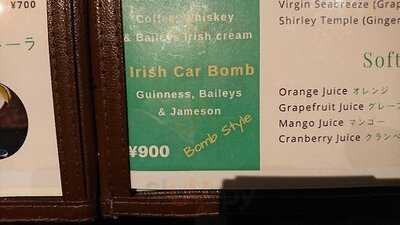 ¥700
ーラ
Coffee, Whiskey
& Baileys Irish cream
Irish Car Bomb
Guinness, Baileys
& Jameson
Bomb Style
¥900
Virgin Seabreeze (Grap
Shirley Temple (Ginger
Soft
Orange Juice オレンジ
Grapefruit Juice グレープ
Mango Juice マンゴー
Cranberry Juice クランベ